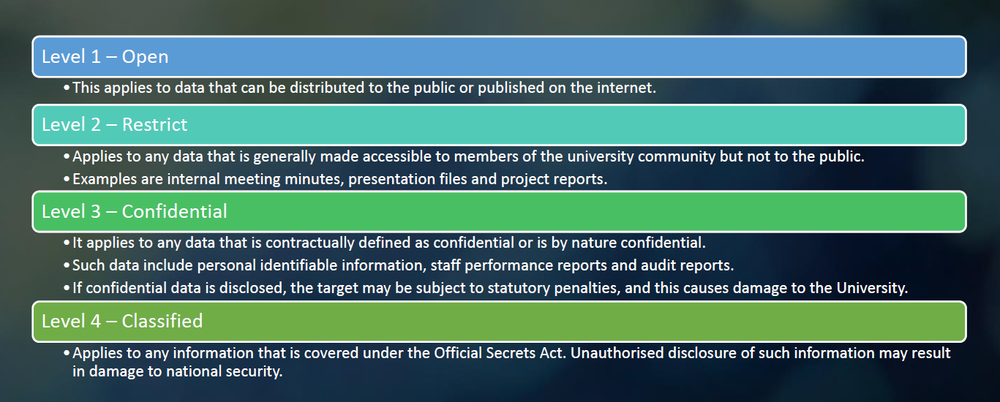 Level 1 – Open
•This applies to data that can be distributed to the public or published on the internet.
Level 2 – Restrict
•Applies to any data that is generally made accessible to members of the university community but not to the public.
•Examples are internal meeting minutes, presentation files and project reports.
Level 3 – Confidential
•It applies to any data that is contractually defined as confidential or is by nature confidential.
•Such data include personal identifiable information, staff performance reports and audit reports.
•If confidential data is disclosed, the target may be subject to statutory penalties, and this causes damage to the University.
Level 4 – Classified
•Applies to any information that is covered under the Official Secrets Act. Unauthorised disclosure of such information may result
in damage to national security.